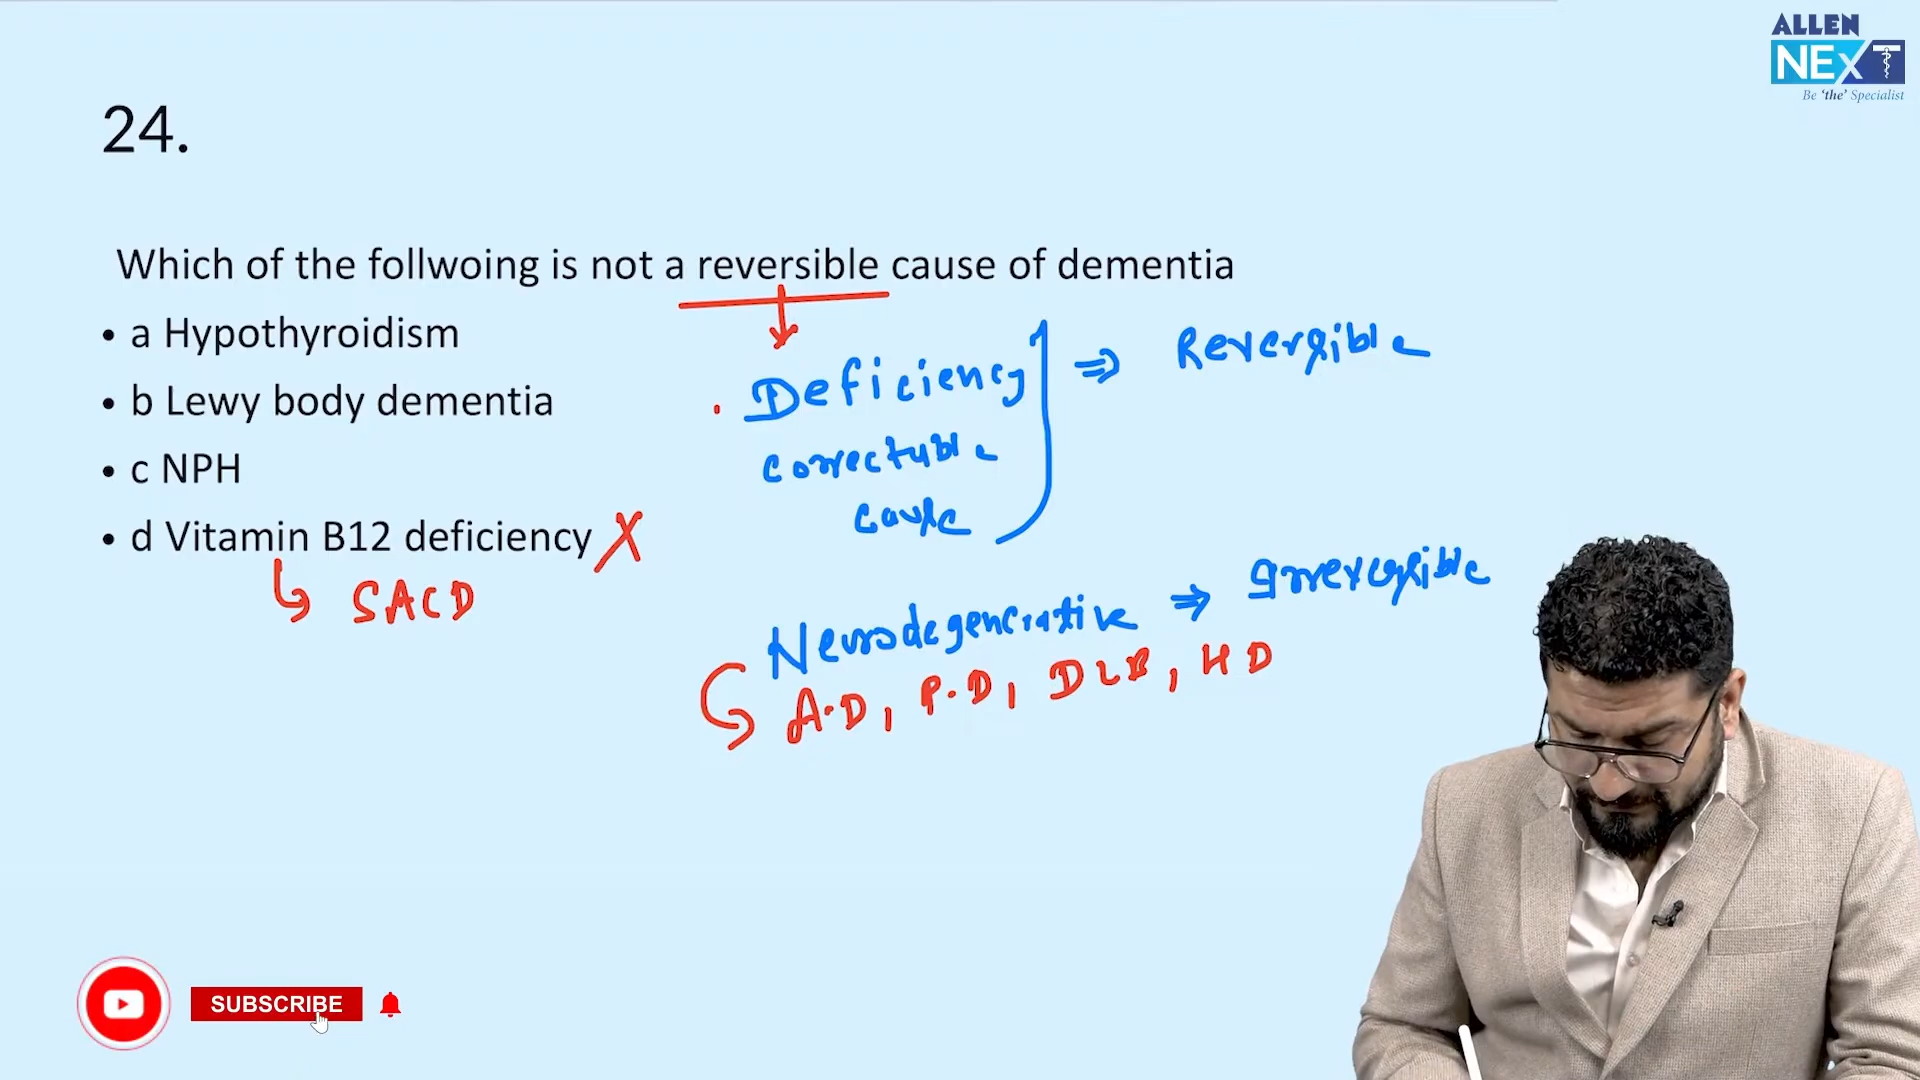 ALLEN
NEXT
Be 'the' Specialist
24.
Which of the follwoing is not a reversible cause of dementia
• a Hypothyroidism
• b Lewy body dementia
• c NPH
• d Vitamin B12 deficiency X
SACD
Deficiency
correctable
cause
⇒ Reversible
Neurodegenerative ⇒ Irreversible
A.D, P.D, DLB, HD
SUBSCRIBE